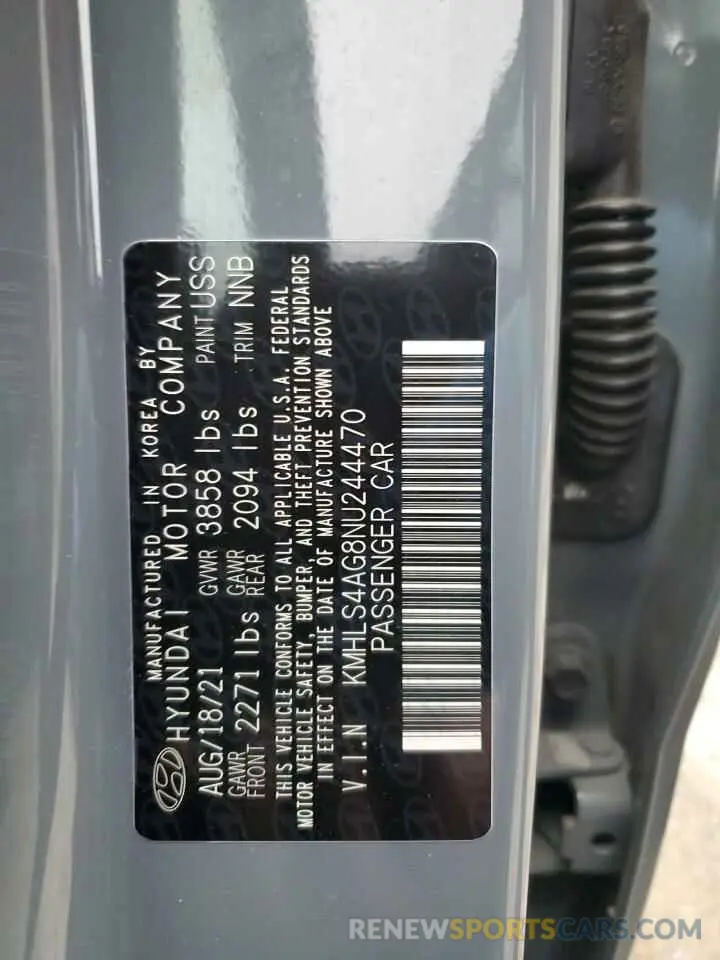 MANUFACTURED IN KOREA BY
HYUNDAI MOTOR COMPANY
AUG/18/21 GVWR 3858 lbs PAINT USS
GAWR FRONT 2271 lbs GAWR REAR 2094 lbs TRIM NNB
THIS VEHICLE CONFORMS TO ALL APPLICABLE U.S.A. FEDERAL
MOTOR VEHICLE SAFETY, BUMPER, AND THEFT PREVENTION STANDARDS
IN EFFECT ON THE DATE OF MANUFACTURE SHOWN ABOVE
V.I.N KMHLS4AG8NU244470
PASSENGER CAR
RENEWSPORTSCARS.COM